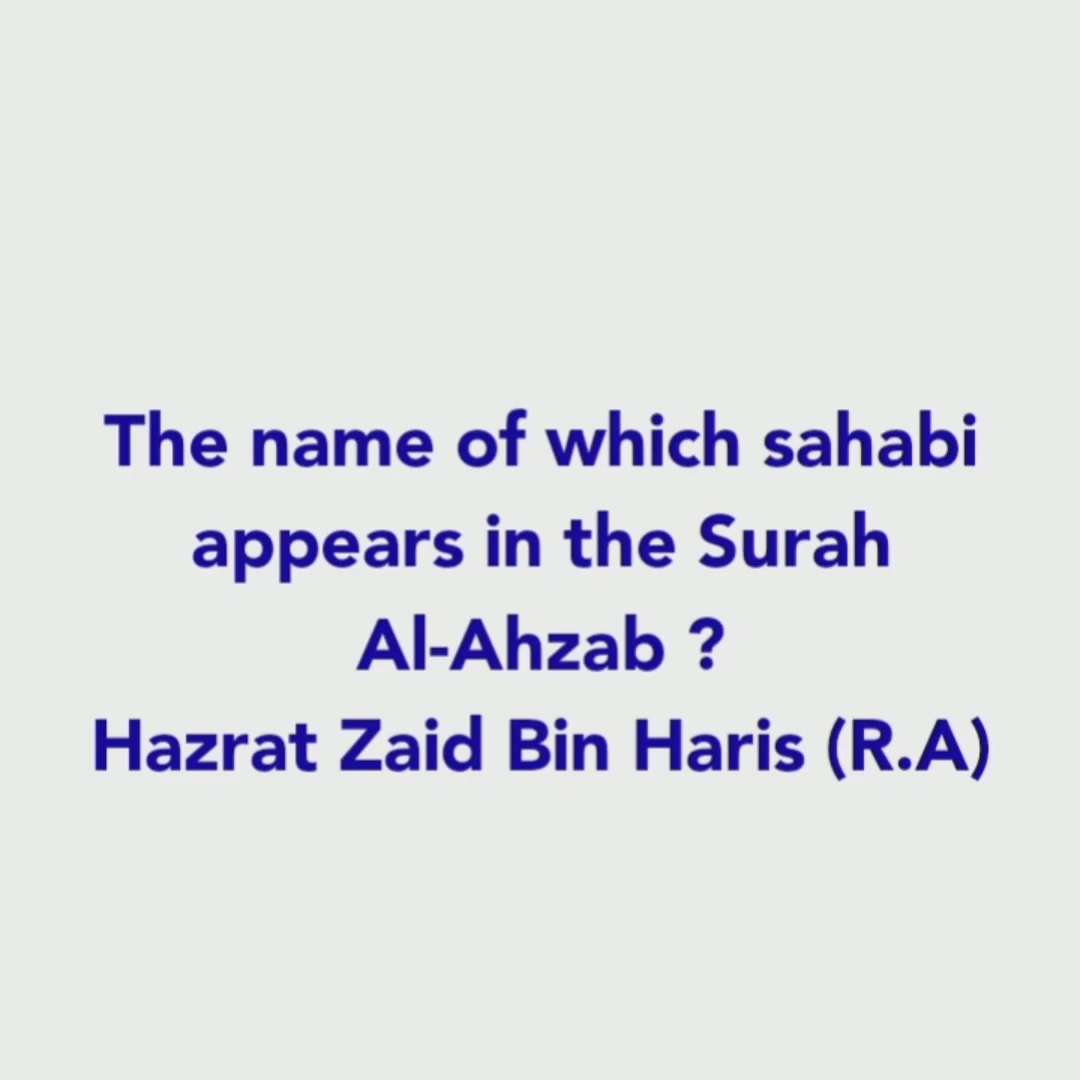 The name of which sahabi
appears in the Surah
Al-Ahzab ?
Hazrat Zaid Bin Haris (R.A)